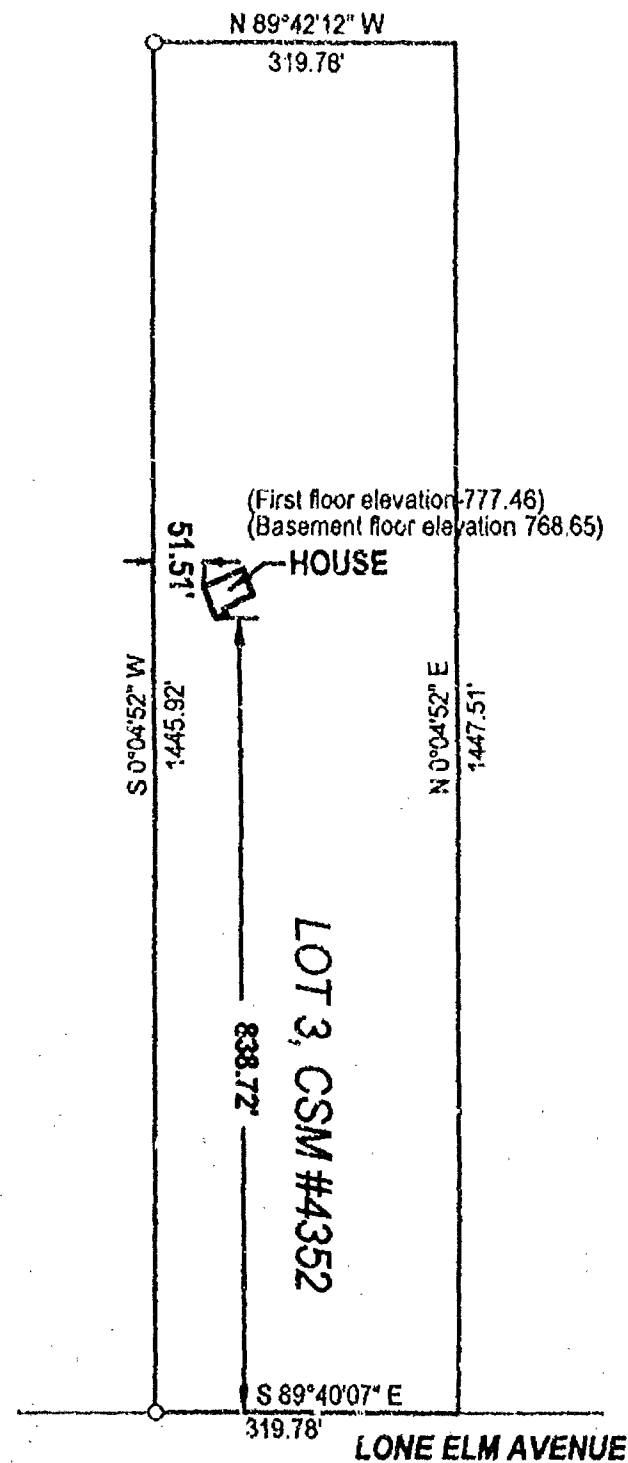 N 89°42'12" W
319.78'
(First floor elevation 777.46)
(Basement floor elevation 768.65)
51.51'
HOUSE
S 0°04'52" W
1445.92'
N 0°04'52" E
1447.51'
LOT 3, CSM #4352
838.72'
S 89°40'07" E
319.78'
LONE ELM AVENUE